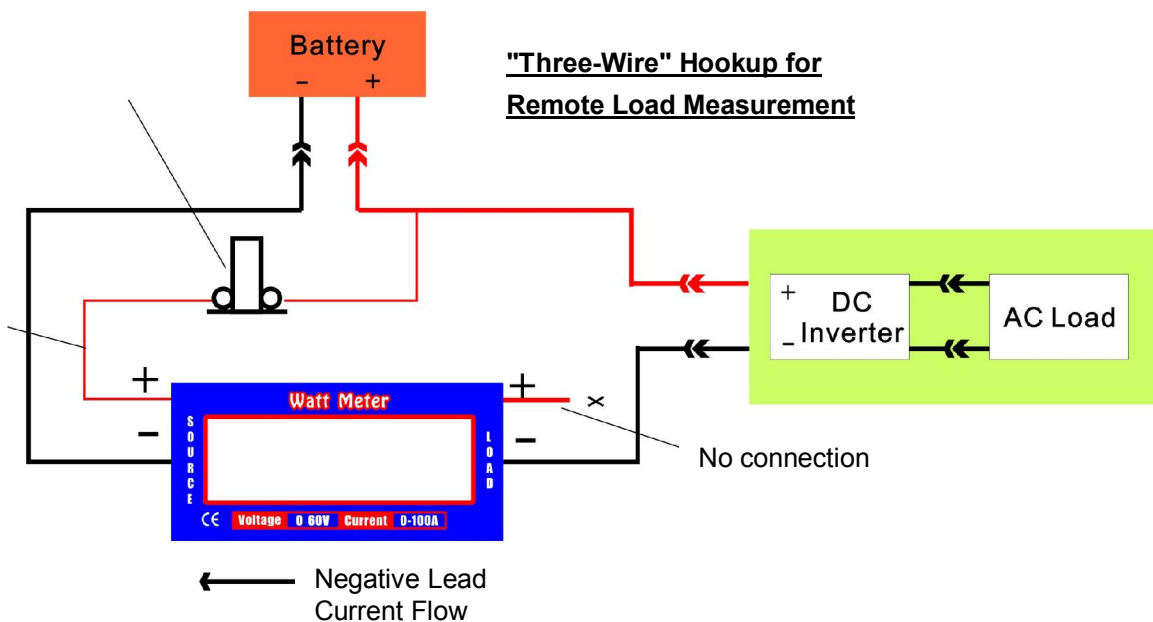 Battery
- +
"Three-Wire" Hookup for
Remote Load Measurement
+ DC
- Inverter
AC Load
+ +
Watt Meter
x
- -
SOURCE
LOAD
No connection
CE Voltage 0 60V Current 0-100A
Negative Lead
Current Flow